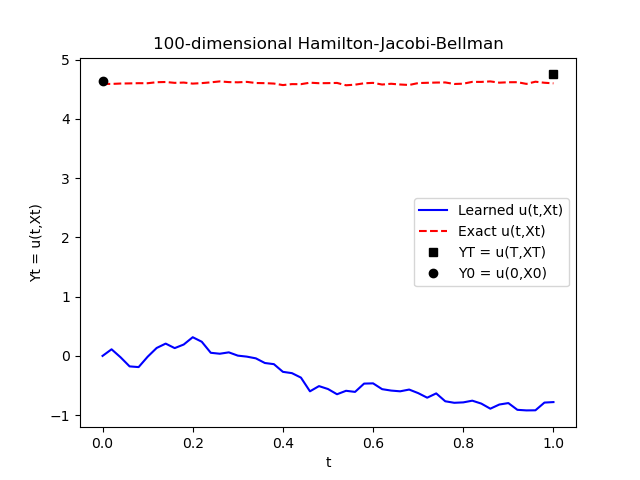 100-dimensional Hamilton-Jacobi-Bellman
5
4
3
2
1
0
−1
Yt = u(t,Xt)
Learned u(t,Xt)
Exact u(t,Xt)
YT = u(T,XT)
Y0 = u(0,X0)
0.0 0.2 0.4 0.6 0.8 1.0
t